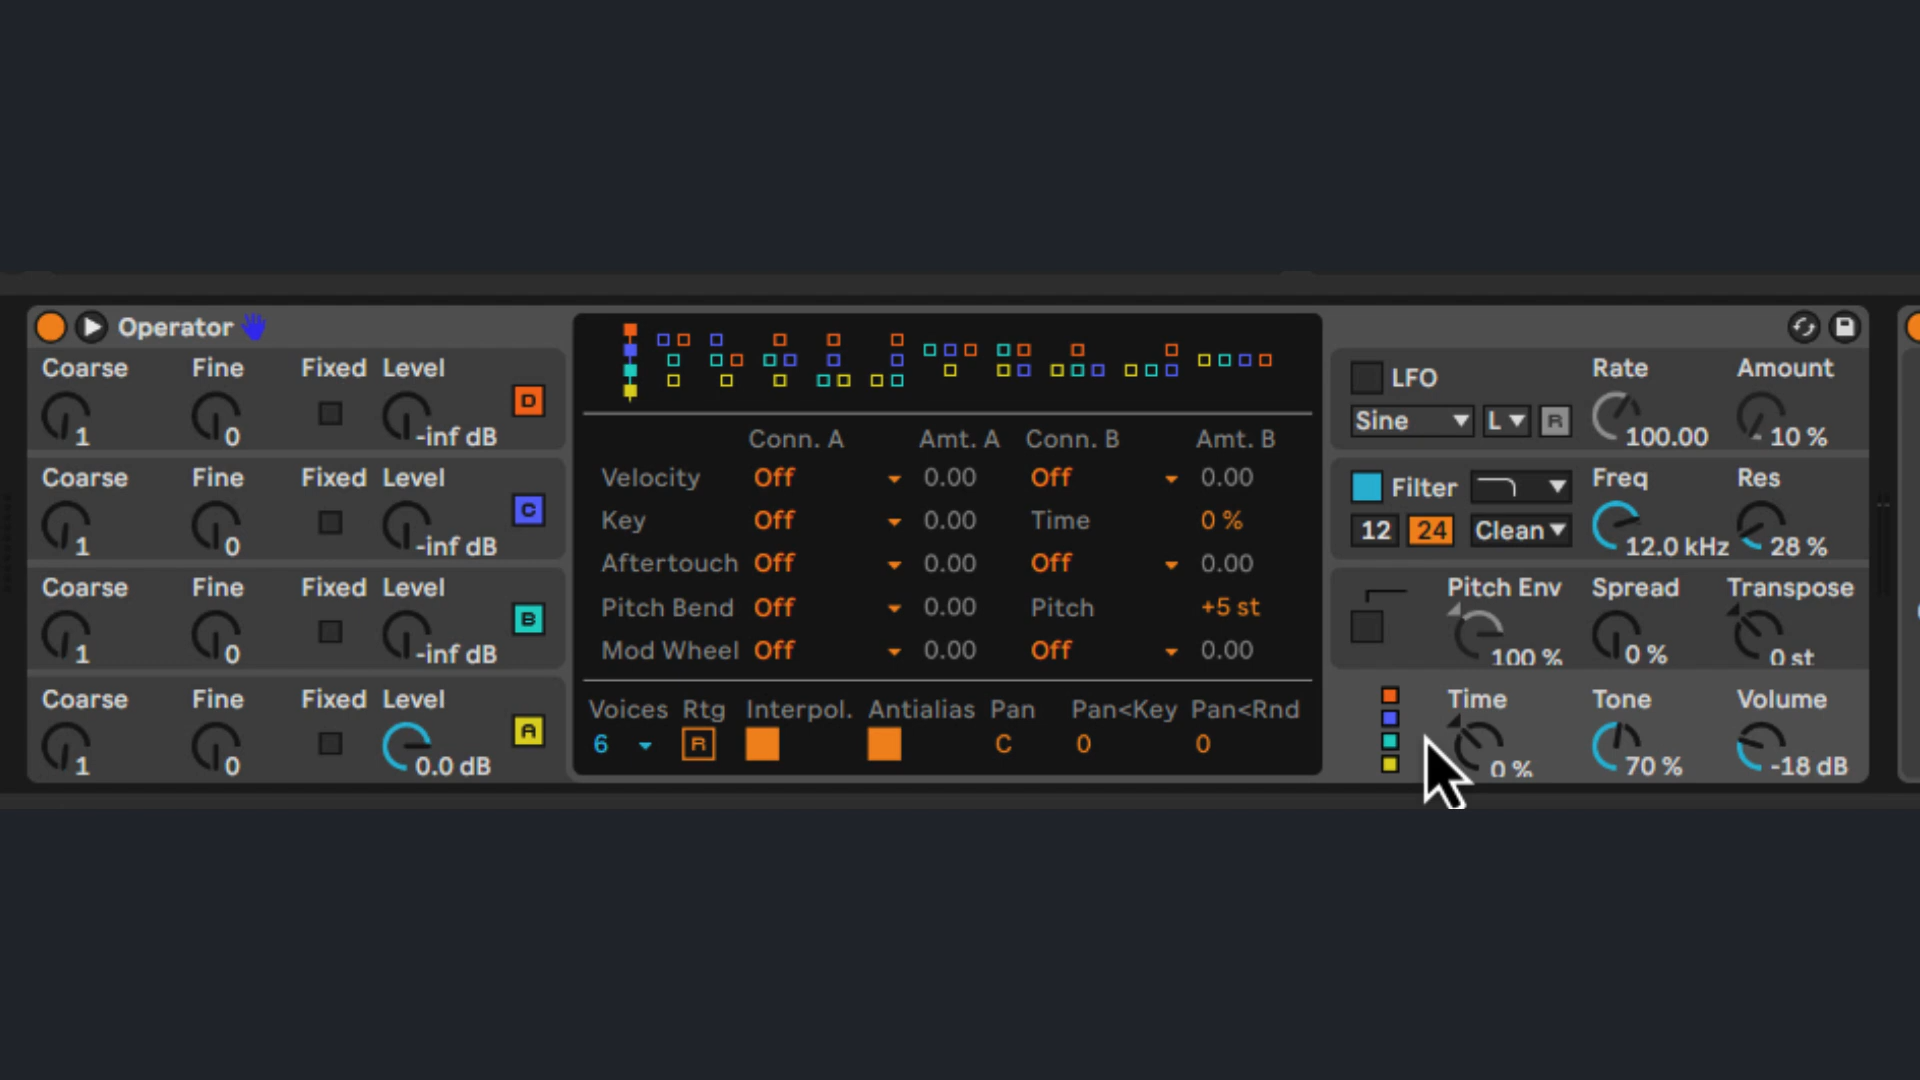 Operator
Coarse Fine Fixed Level
1 0 -inf dB D
Coarse Fine Fixed Level
1 0 -inf dB C
Coarse Fine Fixed Level
1 0 -inf dB B
Coarse Fine Fixed Level
1 0 0.0 dB A
Conn. A Amt. A Conn. B Amt. B
Velocity Off 0.00 Off 0.00
Key Off 0.00 Time 0 %
Aftertouch Off 0.00 Off 0.00
Pitch Bend Off 0.00 Pitch +5 st
Mod Wheel Off 0.00 Off 0.00
Voices Rtg Interpol. Antialias Pan Pan<Key Pan<Rnd
6 R C 0 0
LFO Rate Amount
Sine L R 100.00 10 %
Filter Freq Res
12 24 Clean 12.0 kHz 28 %
Pitch Env Spread Transpose
100 % 0 % 0 st
Time Tone Volume
0 % 70 % -18 dB